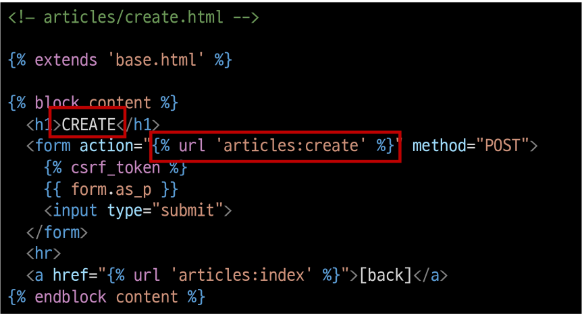 <!— articles/create.html —>
{% extends 'base.html' %}
{% block content %}
<h1>CREATE</h1>
<form action="{% url 'articles:create' %}" method="POST">
{% csrf_token %}
{{ form.as_p }}
<input type="submit">
</form>
<hr>
<a href="{% url 'articles:index' %}">[back]</a>
{% endblock content %}